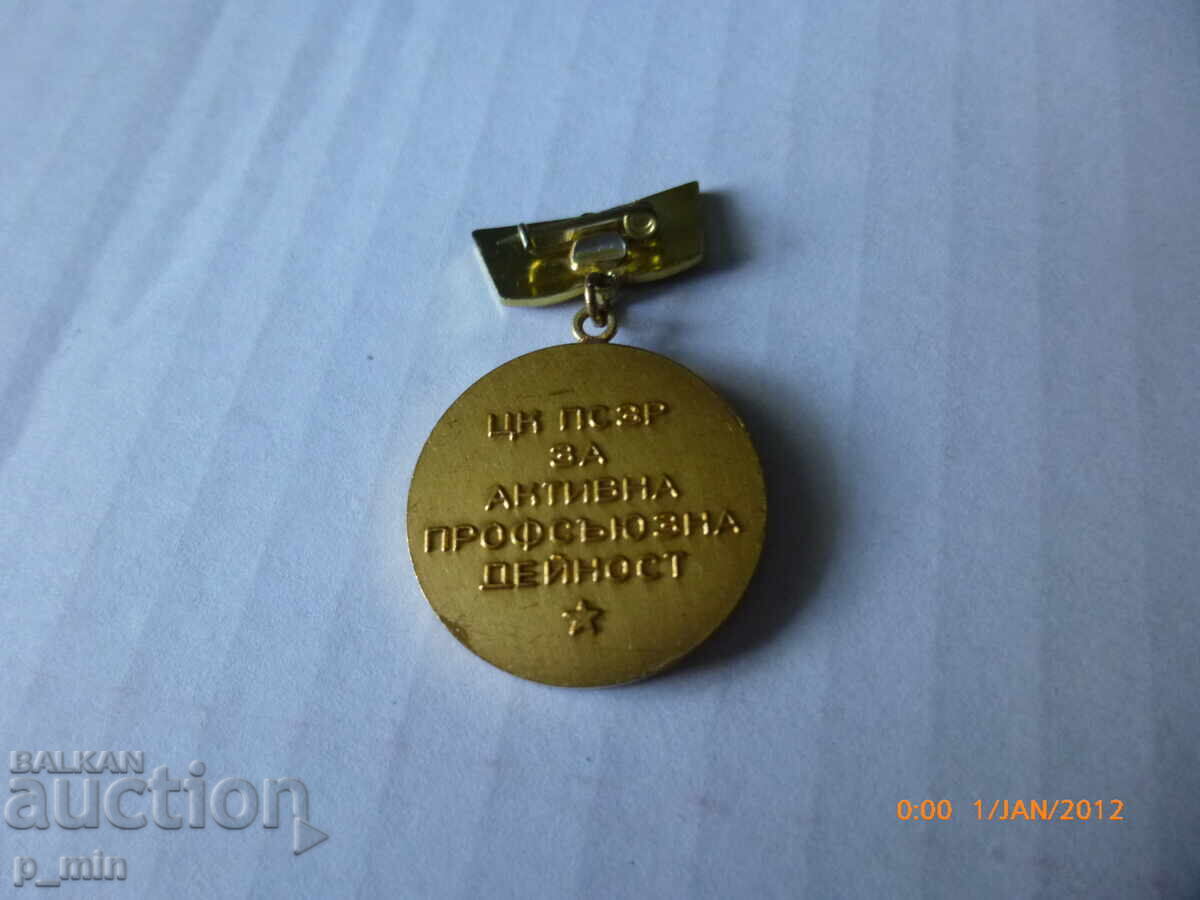 ЦК ПСЗР
ЗА
АКТИВНА
ПРОФСЪЮЗНА
ДЕЙНОСТ
BALKAN
auction
p_min
0:00 1/JAN/2012